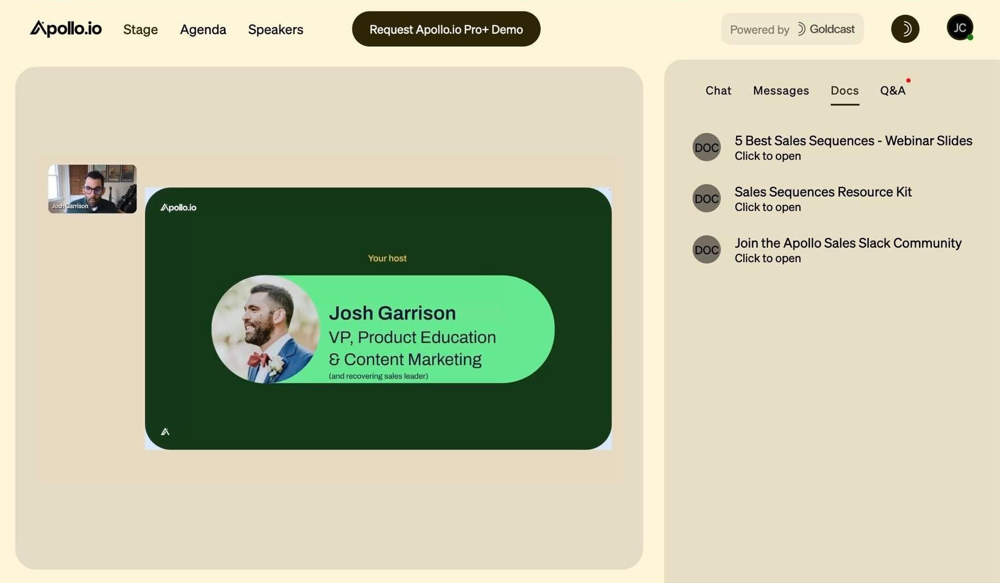 Apollo.io
Stage
Agenda
Speakers
Request Apollo.io Pro+ Demo
Powered by Goldcast
JC
Josh Garrison
Apollo.io
Your host
Josh Garrison
VP, Product Education
& Content Marketing
(and recovering sales leader)
Chat
Messages
Docs
Q&A
DOC
5 Best Sales Sequences - Webinar Slides
Click to open
DOC
Sales Sequences Resource Kit
Click to open
DOC
Join the Apollo Sales Slack Community
Click to open